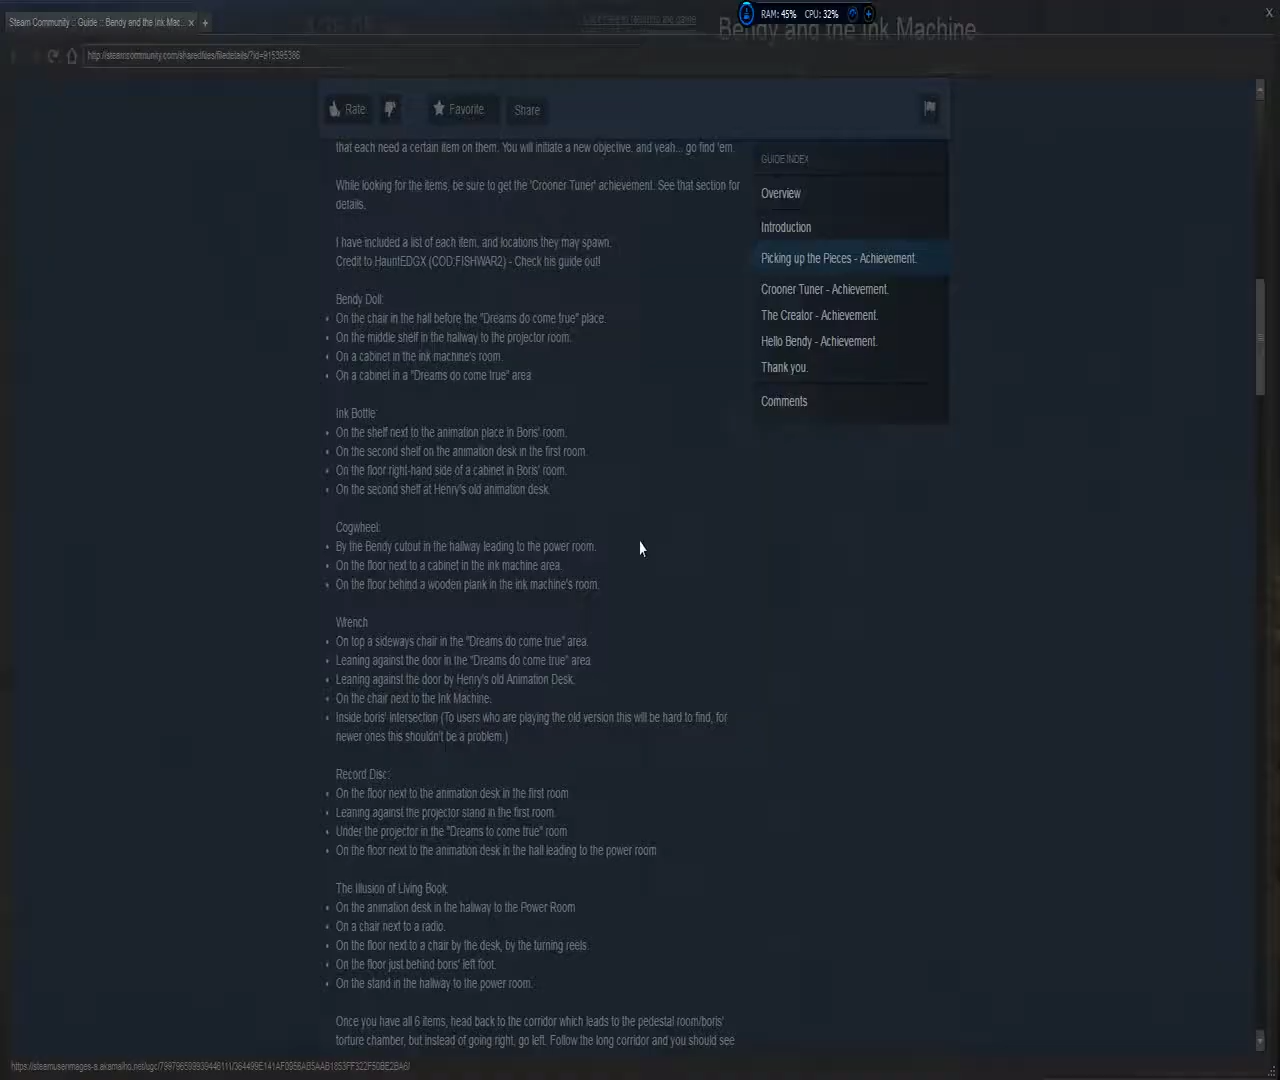 Steam Community :: Guide :: Bendy and the Ink Mac...
Click here to return to the game
RAM: 45% CPU: 32%
Bendy and the Ink Machine
http://steamcommunity.com/sharedfiles/filedetails/?id=915395386
Rate
Favorite
Share
that each need a certain item on them. You will initiate a new objective. and yeah... go find 'em.
While looking for the items, be sure to get the 'Crooner Tuner' achievement. See that section for
details.
I have included a list of each item, and locations they may spawn.
Credit to HauntEDGX (COD.FISHWAR2) - Check his guide out!
Bendy Doll:
On the chair in the hall before the "Dreams do come true" place.
On the middle shelf in the hallway to the projector room.
On a cabinet in the ink machine's room.
On a cabinet in a "Dreams do come true" area
Ink Bottle:
On the shelf next to the animation place in Boris' room.
On the second shelf on the animation desk in the first room.
On the floor right-hand side of a cabinet in Boris' room.
On the second shelf at Henry's old animation desk.
Cogwheel:
By the Bendy cutout in the hallway leading to the power room.
On the floor next to a cabinet in the ink machine area.
On the floor behind a wooden plank in the ink machine's room.
Wrench
On top a sideways chair in the "Dreams do come true" area.
Leaning against the door in the "Dreams do come true" area
Leaning against the door by Henry's old Animation Desk.
On the chair next to the Ink Machine.
Inside boris' Intersection (To users who are playing the old version this will be hard to find, for
newer ones this shouldn't be a problem.)
Record Disc:
On the floor next to the animation desk in the first room
Leaning against the projector stand in the first room.
Under the projector in the "Dreams to come true" room
On the floor next to the animation desk in the hall leading to the power room
The Illusion of Living Book:
On the animation desk in the hallway to the Power Room
On a chair next to a radio.
On the floor next to a chair by the desk, by the turning reels.
On the floor just behind boris' left foot.
On the stand in the hallway to the power room.
Once you have all 6 items, head back to the corridor which leads to the pedestal room/boris'
torture chamber, but instead of going right, go left. Follow the long corridor and you should see
GUIDE INDEX
Overview
Introduction
Picking up the Pieces - Achievement.
Crooner Tuner - Achievement.
The Creator - Achievement.
Hello Bendy - Achievement.
Thank you.
Comments